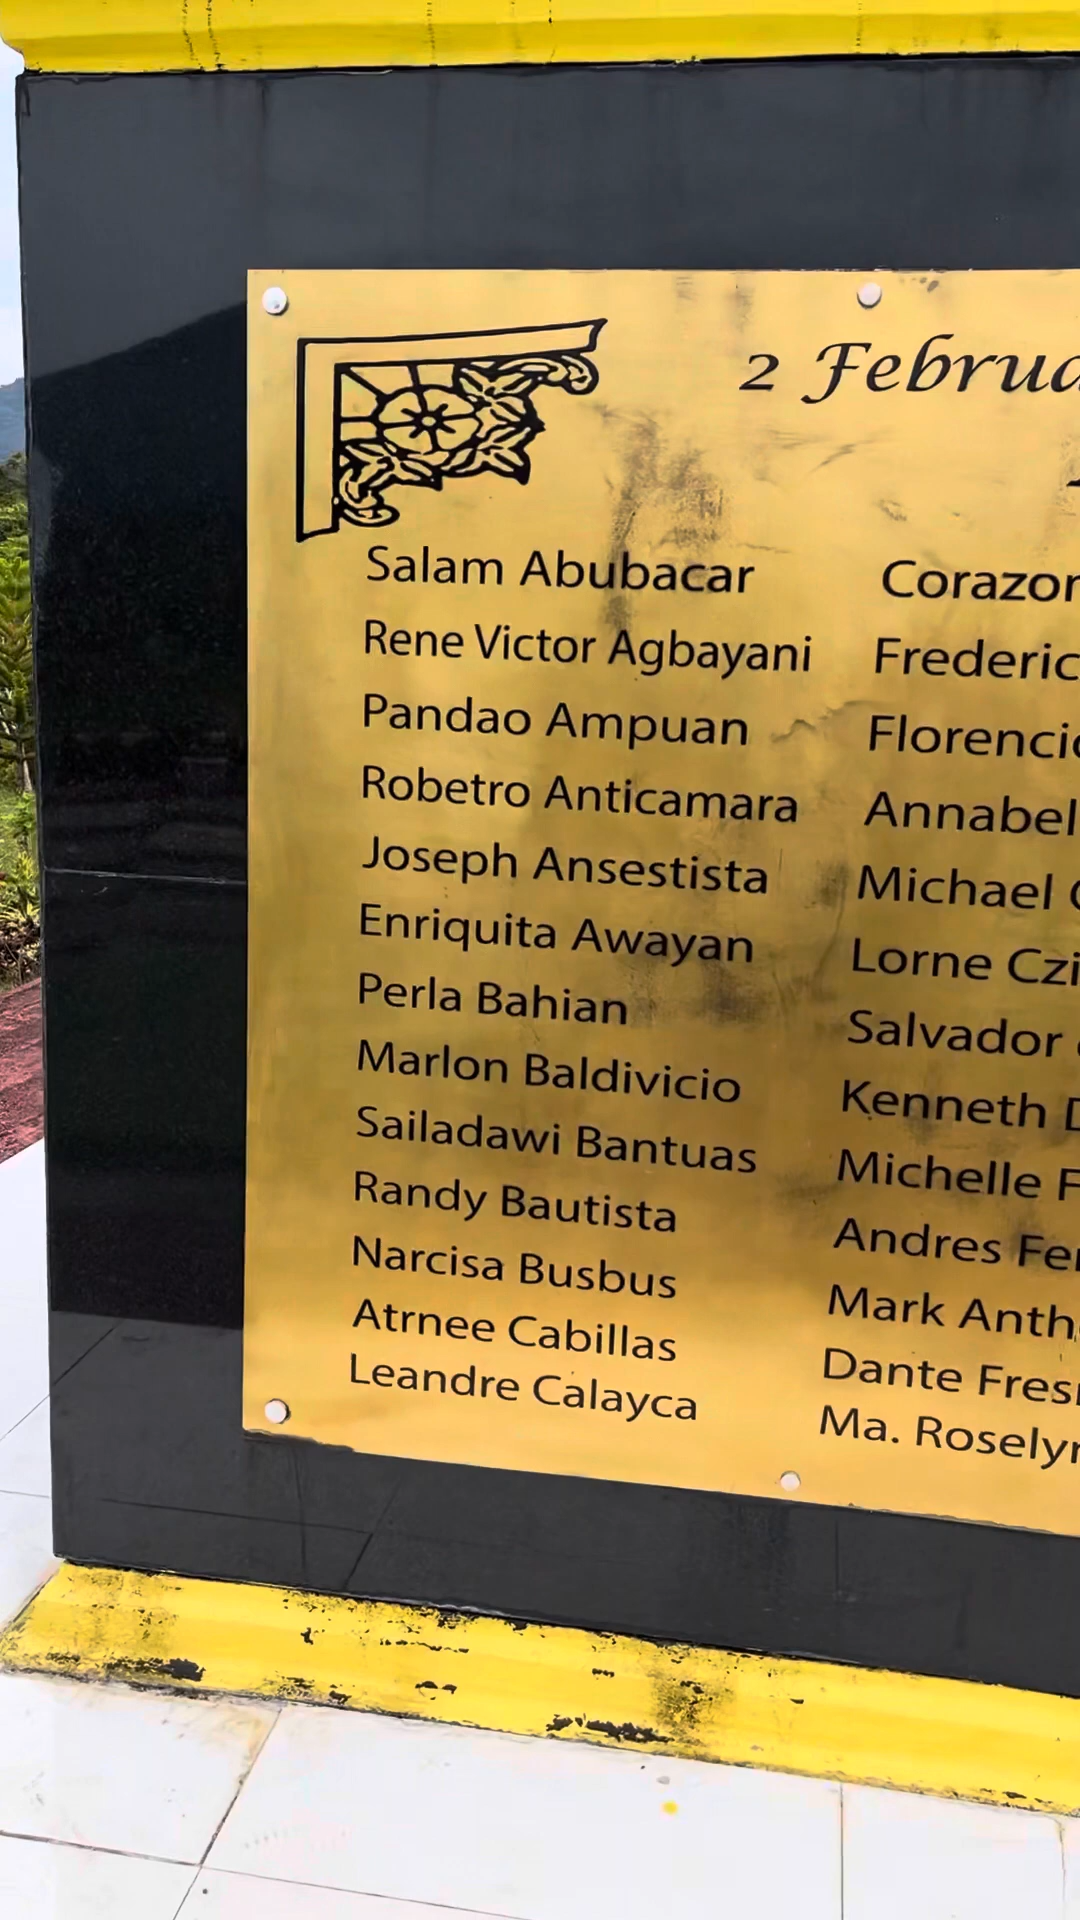 2 Februa
Salam Abubacar
Rene Victor Agbayani
Pandao Ampuan
Robetro Anticamara
Joseph Ansestista
Enriquita Awayan
Perla Bahian
Marlon Baldivicio
Sailadawi Bantuas
Randy Bautista
Narcisa Busbus
Atrnee Cabillas
Leandre Calayca
Corazon
Frederic
Florencio
Annabel
Michael
Lorne Czi
Salvador
Kenneth D
Michelle F
Andres Fe
Mark Anth
Dante Fres
Ma. Roselyn